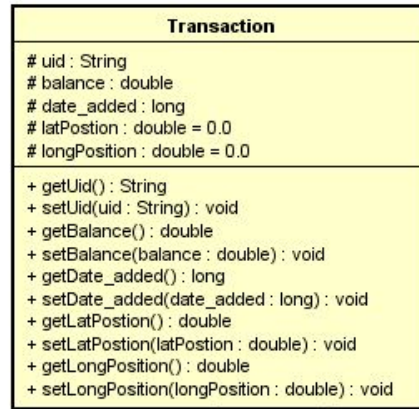 Transaction
# uid : String
# balance : double
# date_added : long
# latPostion : double = 0.0
# longPosition : double = 0.0
+ getUid() : String
+ setUid(uid : String) : void
+ getBalance() : double
+ setBalance(balance : double) : void
+ getDate_added() : long
+ setDate_added(date_added : long) : void
+ getLatPostion() : double
+ setLatPostion(latPostion : double) : void
+ getLongPosition() : double
+ setLongPosition(longPosition : double) : void